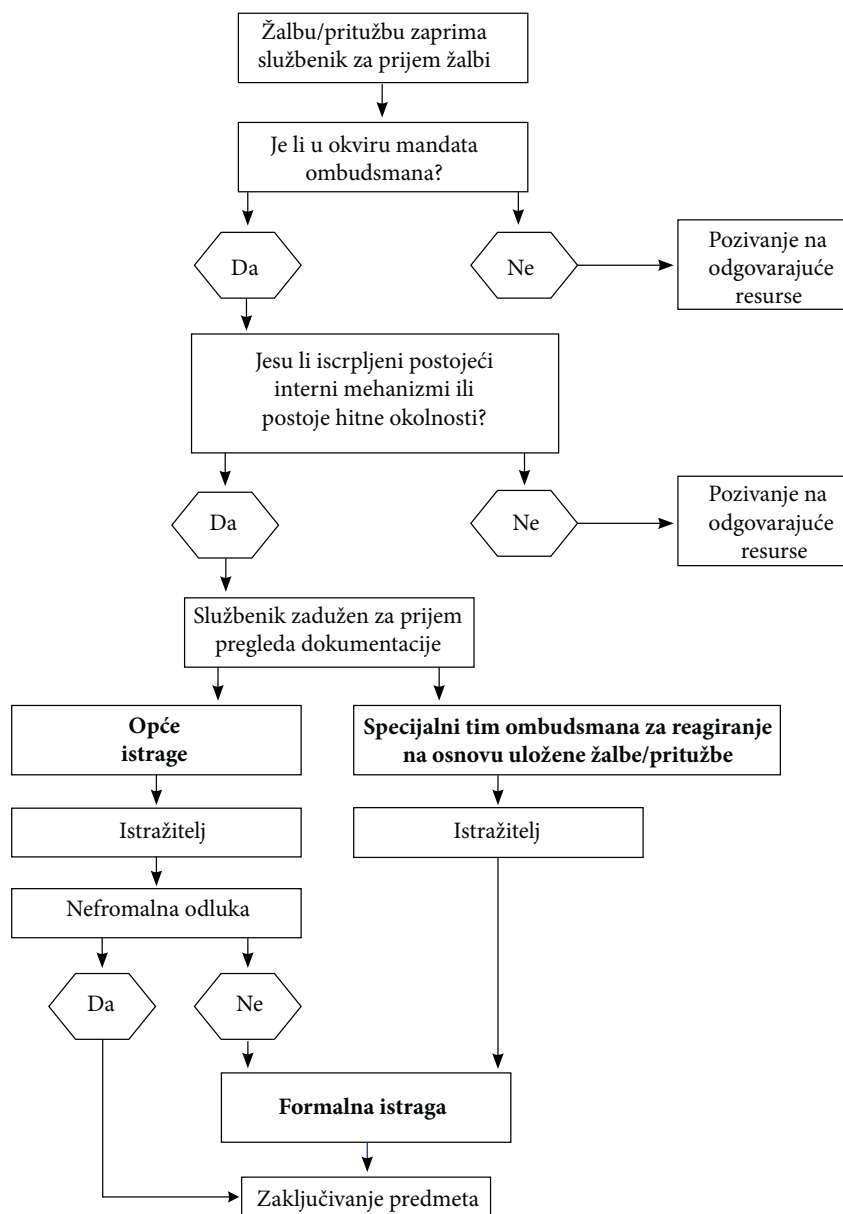 Žalbu/pritužbu zaprima
službenik za prijem žalbi
Je li u okviru mandata
ombudsmana?
Da
Ne
Pozivanje na
odgovarajuće
resurse
Jesu li iscrpljeni postojeći
interni mehanizmi ili
postoje hitne okolnosti?
Da
Ne
Pozivanje na
odgovarajuće
resurse
Službenik zadužen za prijem
pregleda dokumentacije
Opće
istrage
Specijalni tim ombudsmana za reagiranje
na osnovu uložene žalbe/pritužbe
Istražitelj
Istražitelj
Nefromalna odluka
Da
Ne
Formalna istraga
Zaključivanje predmeta